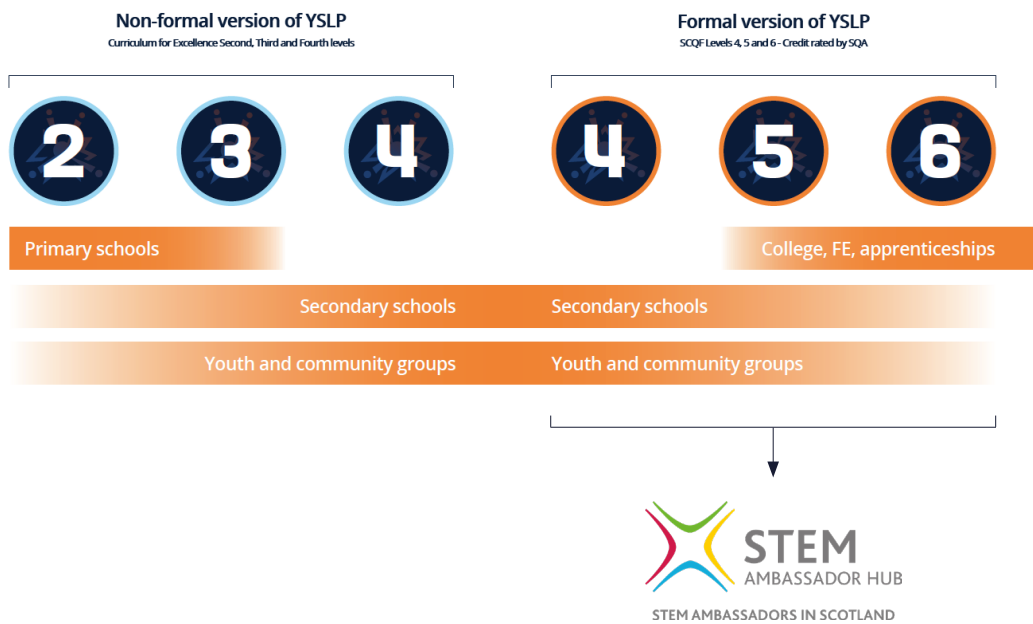 Non-formal version of YSLP
Curriculum for Excellence Second, Third and Fourth levels
Formal version of YSLP
SCQF Levels 4, 5 and 6 - Credit rated by SQA
2 3 4
4 5 6
Primary schools
College, FE, apprenticeships
Secondary schools
Secondary schools
Youth and community groups
Youth and community groups
STEM
AMBASSADOR HUB
STEM AMBASSADORS IN SCOTLAND